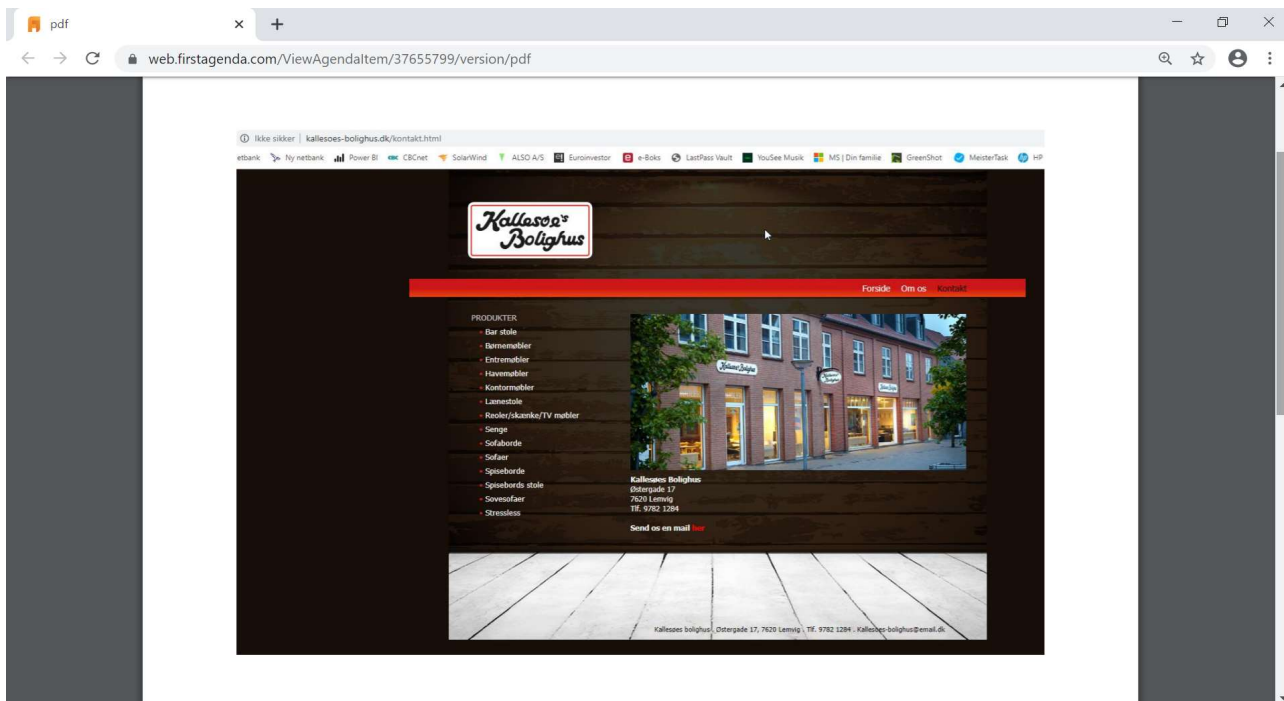 pdf
web.firstagenda.com/ViewAgendaItem/37655799/version/pdf
Ikke sikker | kallesoes-bolighus.dk/kontakt.html
etbank Ny netbank Power BI CBC CBCnet SolarWind ALSO A/S Euroinvestor e-Boks LastPass Vault YouSee Musik MS | Din familie GreenShot MeisterTask HP
Kallesøe's
Bolighus
Forside Om os Kontakt
PRODUKTER
Bar stole
Børnemøbler
Entremøbler
Havemøbler
Kontormøbler
Lænestole
Reoler/skænke/TV møbler
Senge
Sofaborde
Sofaer
Spiseborde
Spisebords stole
Sovesofaer
Stressless
Kallesøes Bolighus
Østergade 17
7620 Lemvig
Tlf. 9782 1284
Send os en mail her
Kallesøes bolighus . Østergade 17, 7620 Lemvig . Tlf. 9782 1284 . Kallesoes-bolighus@email.dk